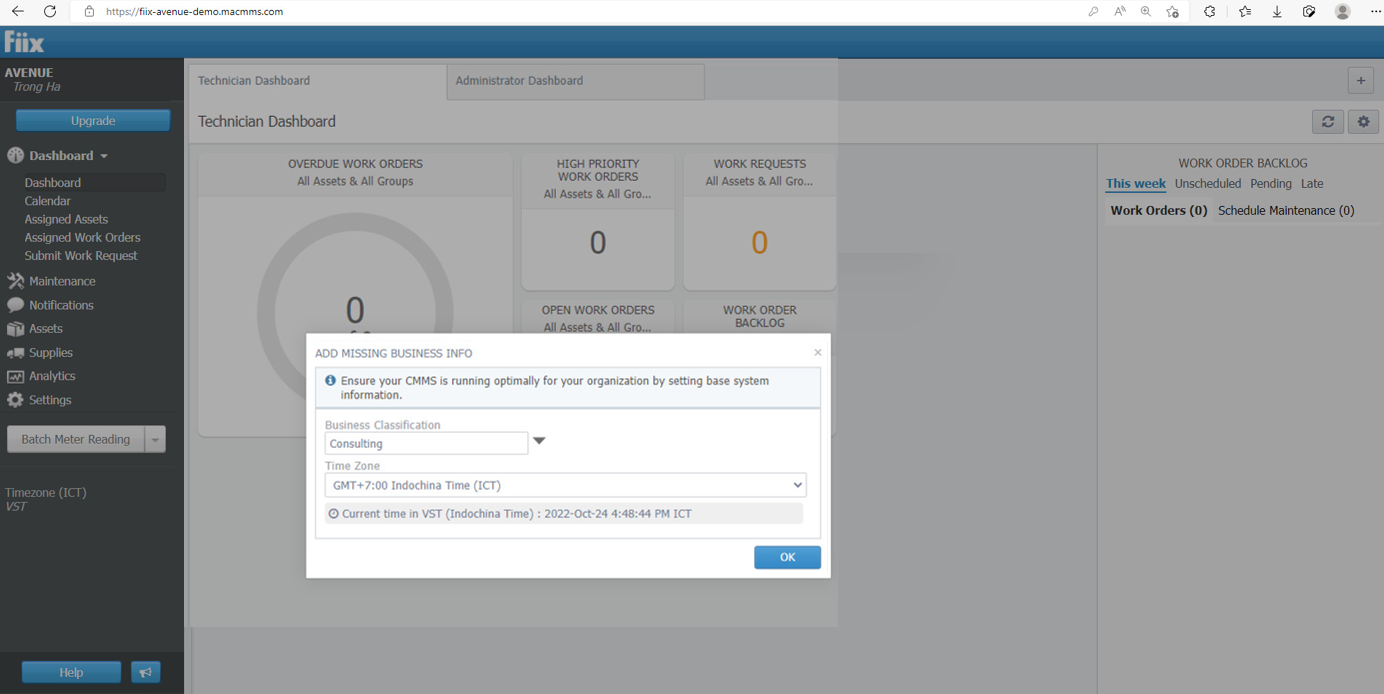 https://fiix-avenue-demo.macmms.com
fiix
AVENUE
Trong Ha
Upgrade
Dashboard
Dashboard
Calendar
Assigned Assets
Assigned Work Orders
Submit Work Request
Maintenance
Notifications
Assets
Supplies
Analytics
Settings
Batch Meter Reading
Timezone (ICT)
VST
Help
Technician Dashboard
Administrator Dashboard
+
Technician Dashboard
OVERDUE WORK ORDERS
All Assets & All Groups
0
HIGH PRIORITY
WORK ORDERS
All Assets & All Gro...
0
WORK REQUESTS
All Assets & All Gro...
0
OPEN WORK ORDERS
All Assets & All Gro...
WORK ORDER
BACKLOG
WORK ORDER BACKLOG
This week Unscheduled Pending Late
Work Orders (0) Schedule Maintenance (0)
ADD MISSING BUSINESS INFO
×
Ensure your CMMS is running optimally for your organization by setting base system
information.
Business Classification
Consulting
Time Zone
GMT+7:00 Indochina Time (ICT)
Current time in VST (Indochina Time) : 2022-Oct-24 4:48:44 PM ICT
OK